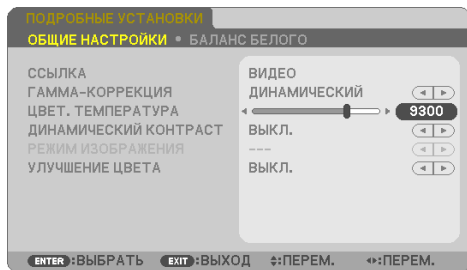 ПОДРОБНЫЕ УСТАНОВКИ
ОБЩИЕ НАСТРОЙКИ • БАЛАНС БЕЛОГО
ССЫЛКА ВИДЕО
ГАММА-КОРРЕКЦИЯ ДИНАМИЧЕСКИЙ
ЦВЕТ. ТЕМПЕРАТУРА 9300
ДИНАМИЧЕСКИЙ КОНТРАСТ ВЫКЛ.
РЕЖИМ ИЗОБРАЖЕНИЯ ---
УЛУЧШЕНИЕ ЦВЕТА ВЫКЛ.
ENTER:ВЫБРАТЬ EXIT:ВЫХОД :ПЕРЕМ. :ПЕРЕМ.